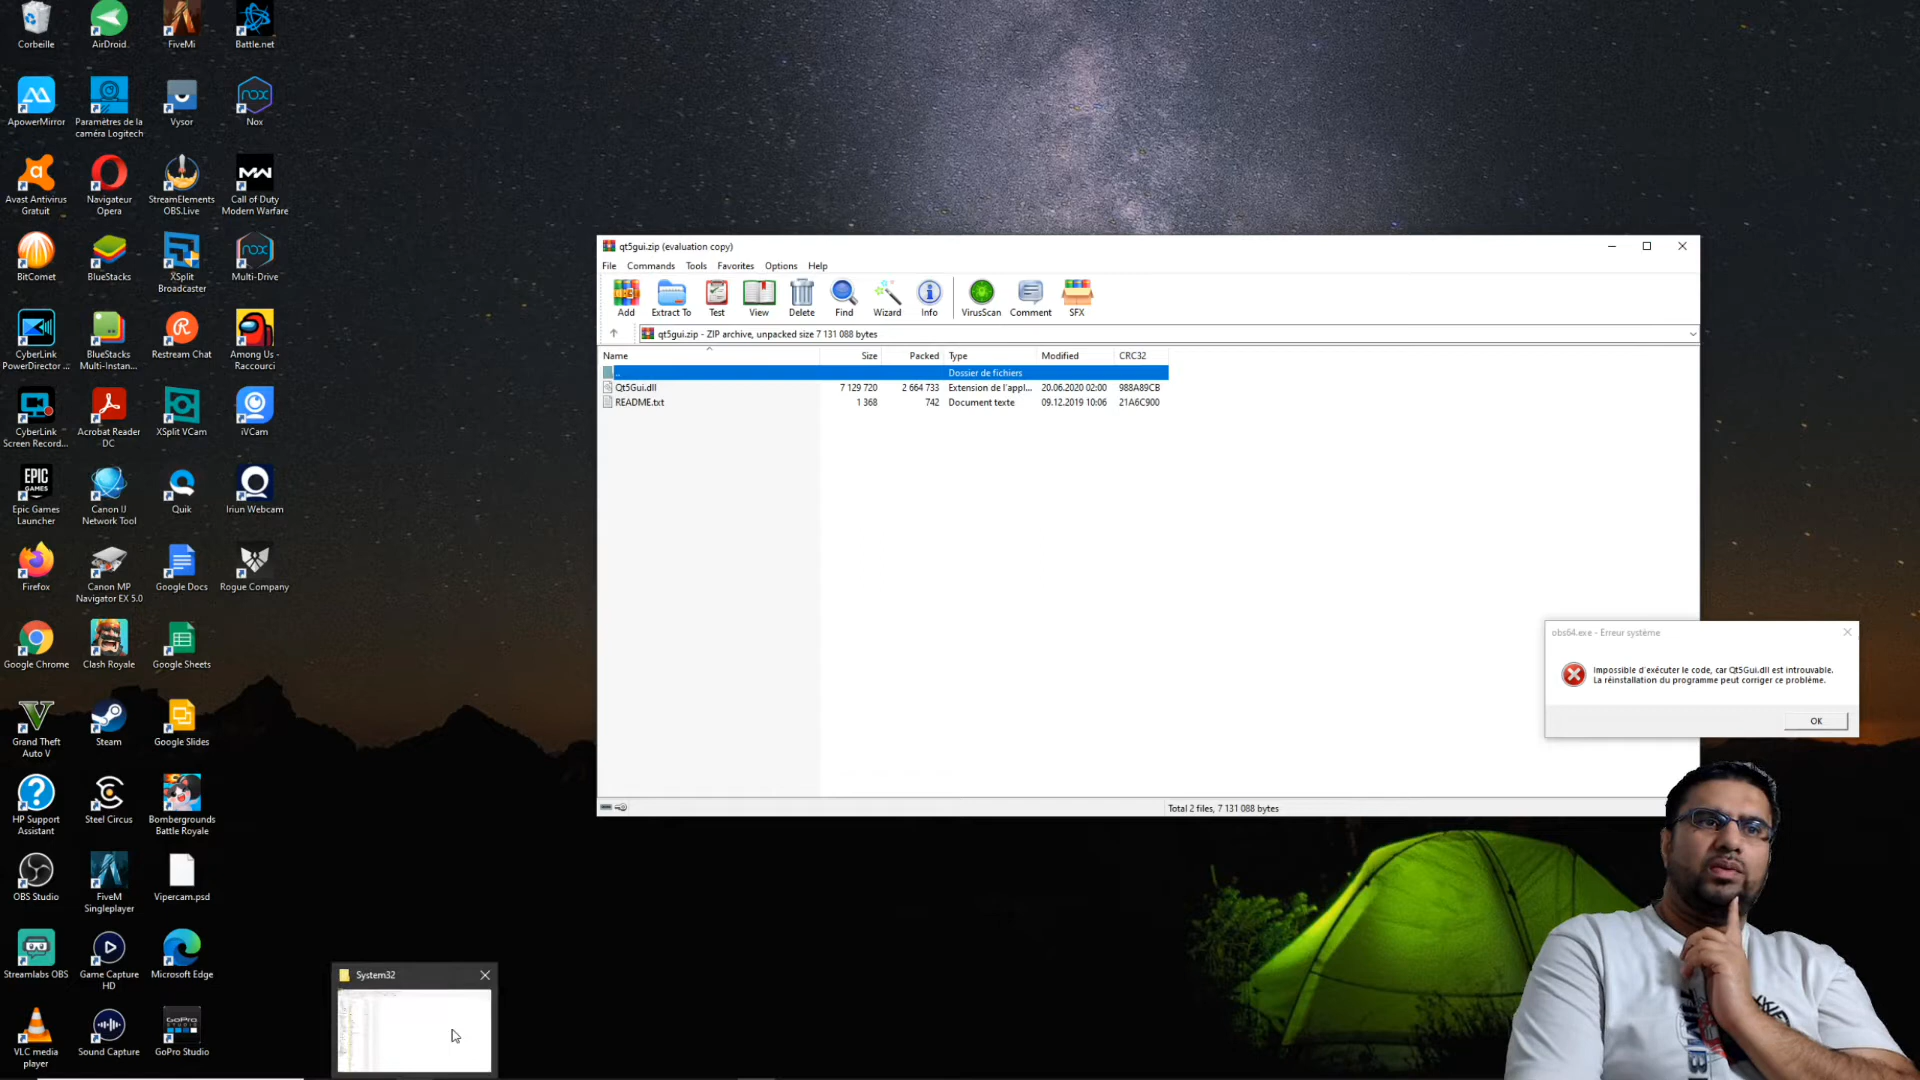 Corbeille
AirDroid
FiveMi
Battle.net
ApowerMirror
Paramètres de la
caméra Logitech
Vysor
nox
Nox
Avast Antivirus
Gratuit
Navigateur
Opera
StreamElements
OBS.Live
Call of Duty
Modern Warfare
BitComet
BlueStacks
XSplit
Broadcaster
nox
Multi-Drive
CyberLink
PowerDirector ...
BlueStacks
Multi-Instan...
Restream Chat
Among Us -
Raccourci
CyberLink
Screen Record...
Acrobat Reader
DC
XSplit VCam
iVCam
EPIC
GAMES
Epic Games
Launcher
Canon IJ
Network Tool
Quik
Iriun Webcam
Firefox
Canon MP
Navigator EX 5.0
Google Docs
Rogue Company
Google Chrome
Clash Royale
Google Sheets
Grand Theft
Auto V
Steam
Google Slides
HP Support
Assistant
Steel Circus
Bombergrounds
Battle Royale
OBS Studio
FiveM
Singleplayer
Vipercam.psd
Streamlabs OBS
Game Capture
HD
Microsoft Edge
VLC media
player
Sound Capture
GoPro
STUDIO
GoPro Studio
System32
qt5gui.zip (evaluation copy)
File Commands Tools Favorites Options Help
Add Extract To Test View Delete Find Wizard Info VirusScan Comment SFX
qt5gui.zip - ZIP archive, unpacked size 7 131 088 bytes
Name Size Packed Type Modified CRC32
.. Dossier de fichiers
Qt5Gui.dll 7 129 720 2 664 733 Extension de l'appl... 20.06.2020 02:00 988A89CB
README.txt 1 368 742 Document texte 09.12.2019 10:06 21A6C900
Total 2 files, 7 131 088 bytes
obs64.exe - Erreur système
Impossible d'exécuter le code, car Qt5Gui.dll est introuvable.
La réinstallation du programme peut corriger ce problème.
OK